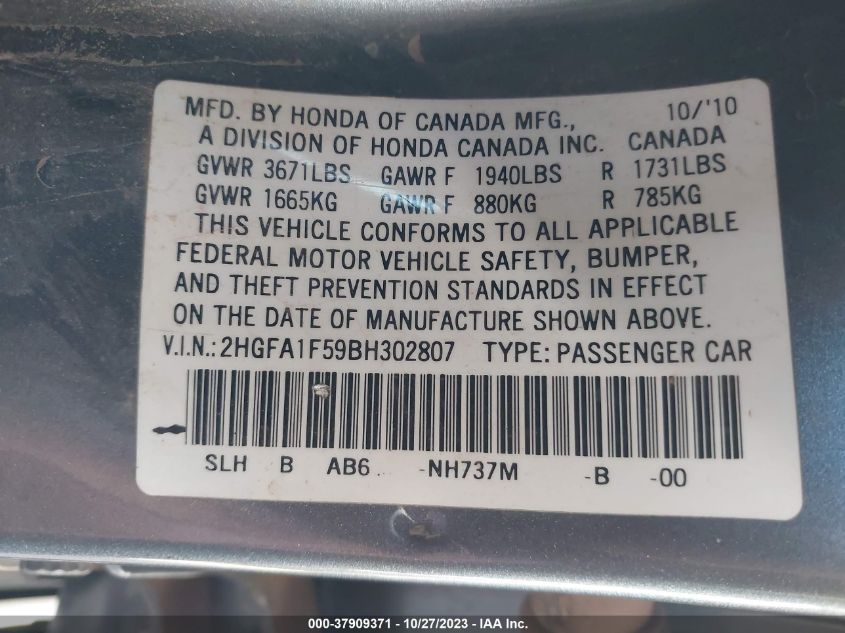 MFD. BY HONDA OF CANADA MFG., 10/'10
A DIVISION OF HONDA CANADA INC. CANADA
GVWR 3671LBS GAWR F 1940LBS R 1731LBS
GVWR 1665KG GAWR F 880KG R 785KG
THIS VEHICLE CONFORMS TO ALL APPLICABLE
FEDERAL MOTOR VEHICLE SAFETY, BUMPER,
AND THEFT PREVENTION STANDARDS IN EFFECT
ON THE DATE OF MANUFACTURE SHOWN ABOVE.
V.I.N.: 2HGFA1F59BH302807 TYPE: PASSENGER CAR
SLH B AB6 -NH737M -B -00
000-37909371 | 10/27/2023 | IAA Inc.